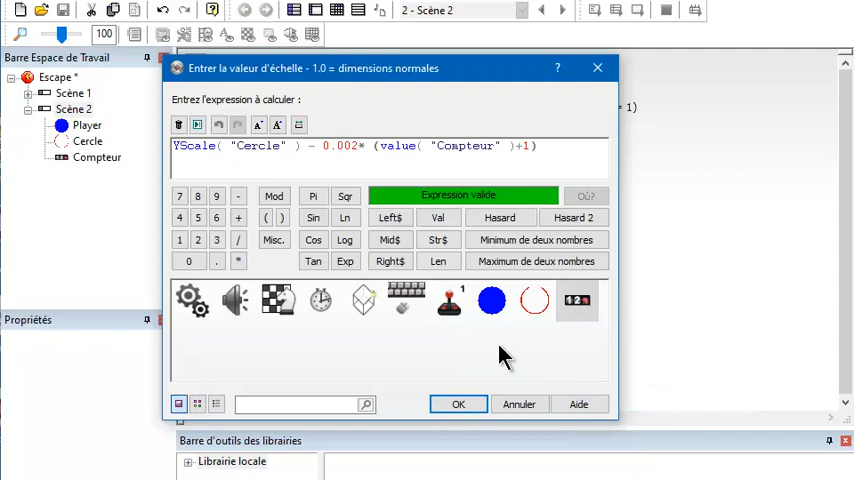 2 - Scène 2
100
Barre Espace de Travail
Escape *
Scène 1
Scène 2
Player
Cercle
Compteur
Propriétés
= 1)
Entrer la valeur d'échelle - 1.0 = dimensions normales
?
Entrez l'expression à calculer :
YScale( "Cercle" ) - 0.002* (value( "Compteur" )+1)
7 8 9 - Mod Pi Sqr Expression valide Où?
4 5 6 + ( ) Sin Ln Left$ Val Hasard Hasard 2
1 2 3 / Misc. Cos Log Mid$ Str$ Minimum de deux nombres
0 . * Tan Exp Right$ Len Maximum de deux nombres
1
1 2 3
OK Annuler Aide
Barre d'outils des librairies
Librairie locale